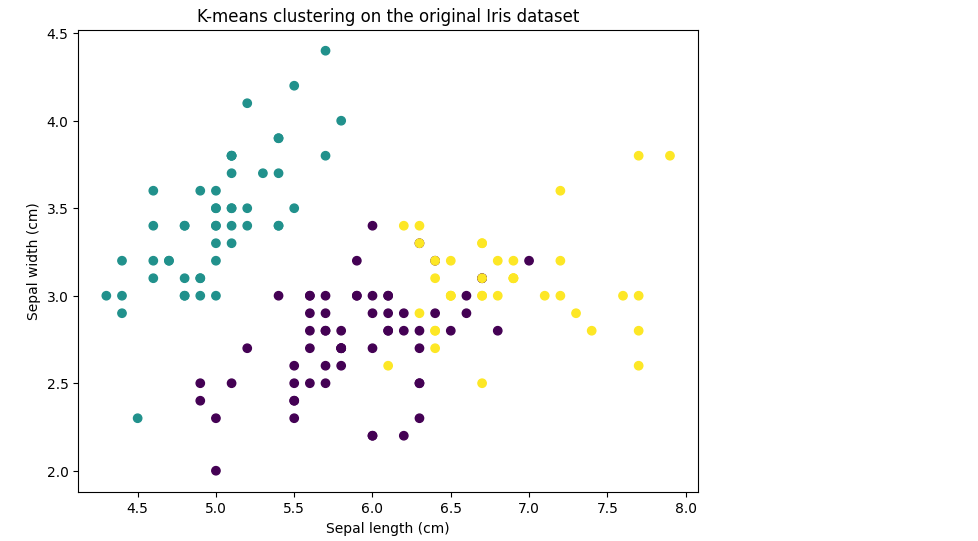 K-means clustering on the original Iris dataset
4.5
4.0
3.5
3.0
2.5
2.0
Sepal width (cm)
4.5 5.0 5.5 6.0 6.5 7.0 7.5 8.0
Sepal length (cm)